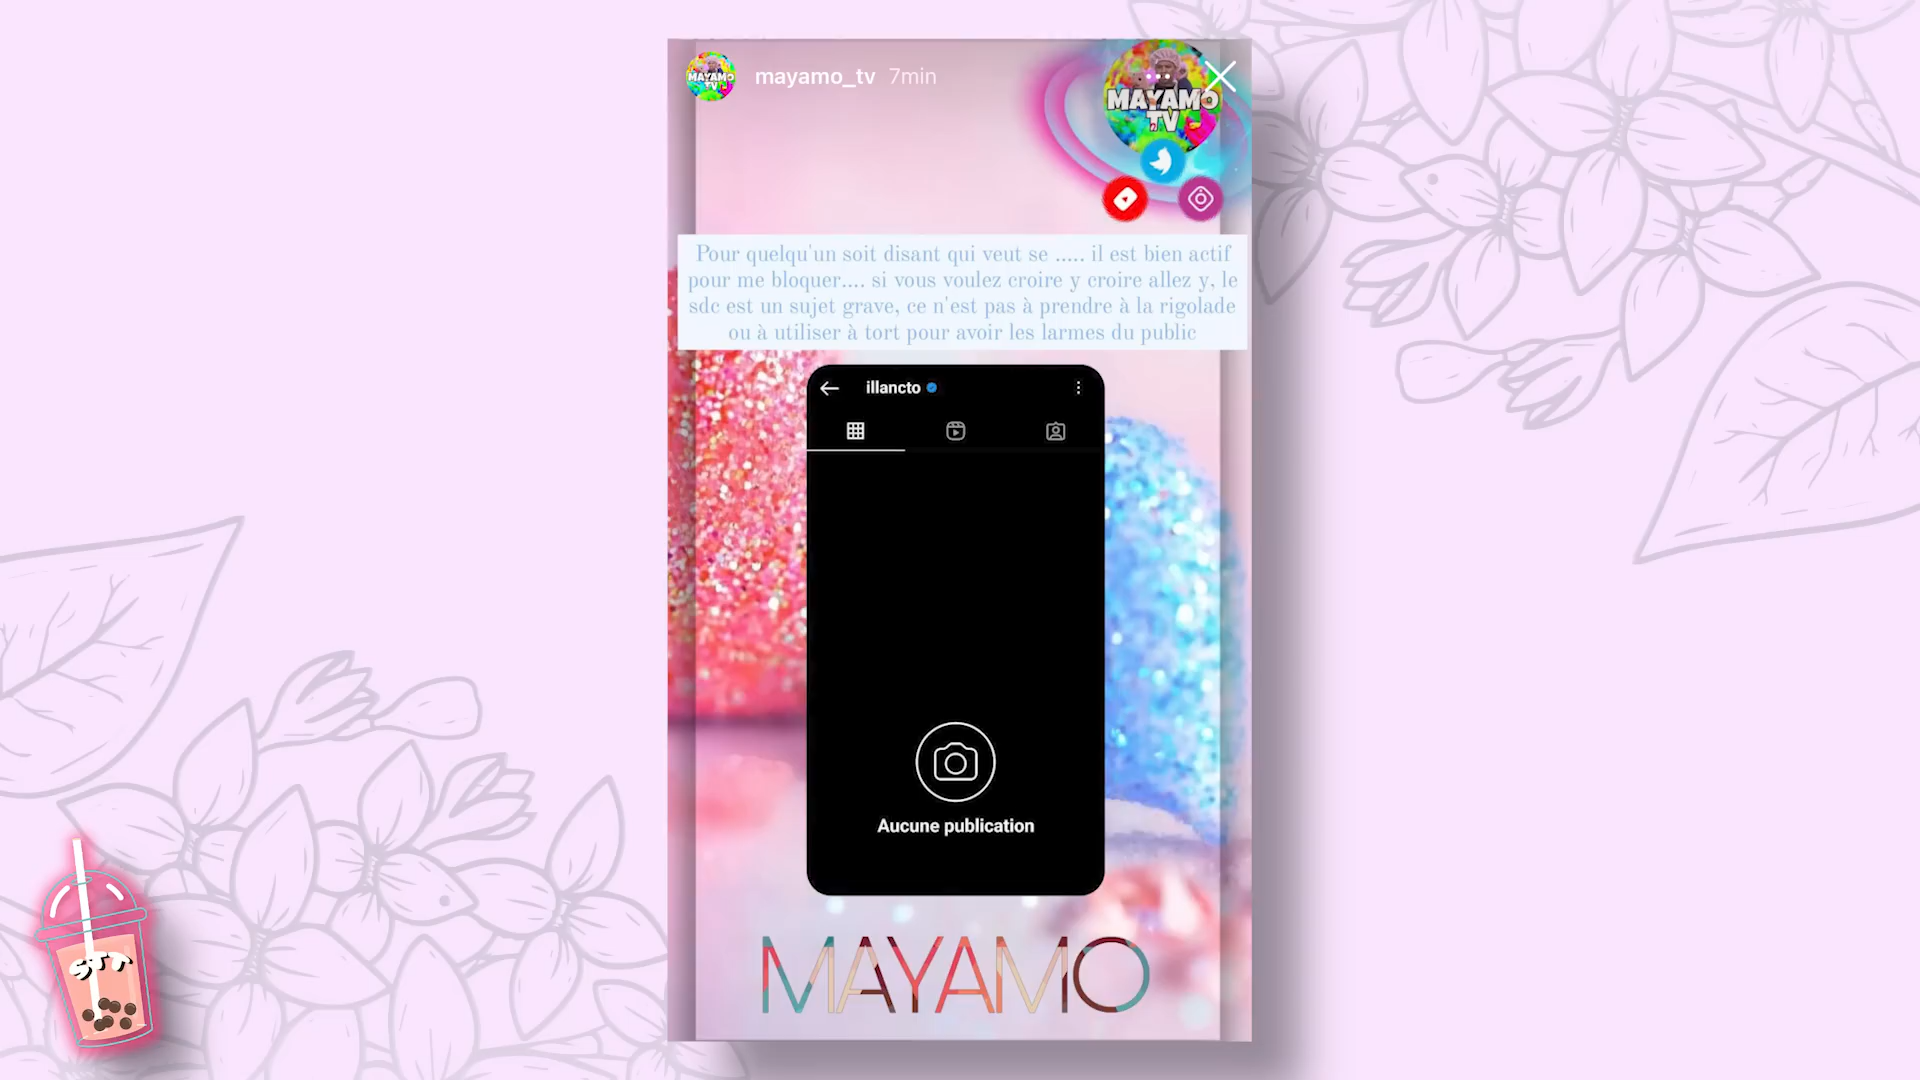 mayamo_tv 7min
MAYAMO
TV
MAYAMO
TV
Pour quelqu'un soit disant qui veut se ..... il est bien actif
pour me bloquer.... si vous voulez croire y croire allez y, le
sdc est un sujet grave, ce n'est pas à prendre à la rigolade
ou à utiliser à tort pour avoir les larmes du public
illancto
Aucune publication
MAYAMO
STT